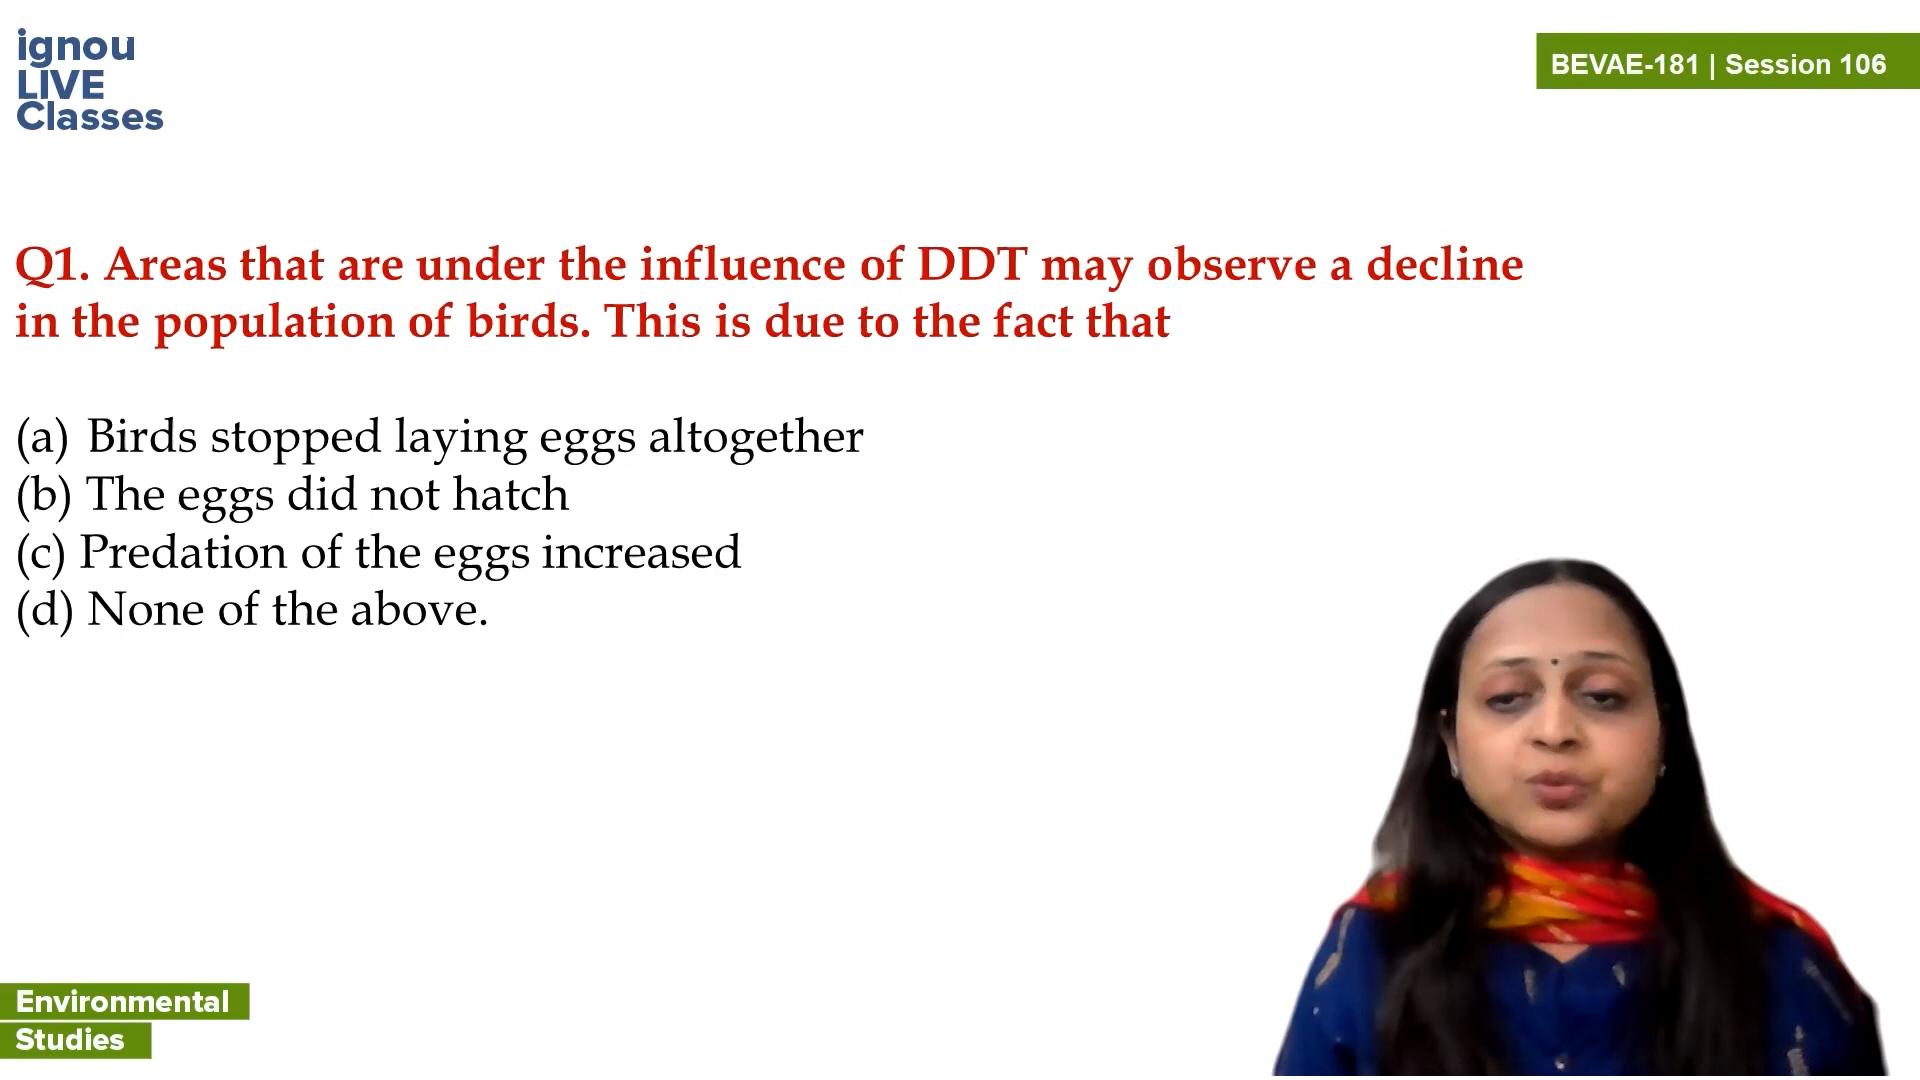 ignou
LIVE
Classes
BEVAE-181 | Session 106
Q1. Areas that are under the influence of DDT may observe a decline
in the population of birds. This is due to the fact that
(a) Birds stopped laying eggs altogether
(b) The eggs did not hatch
(c) Predation of the eggs increased
(d) None of the above.
Environmental
Studies